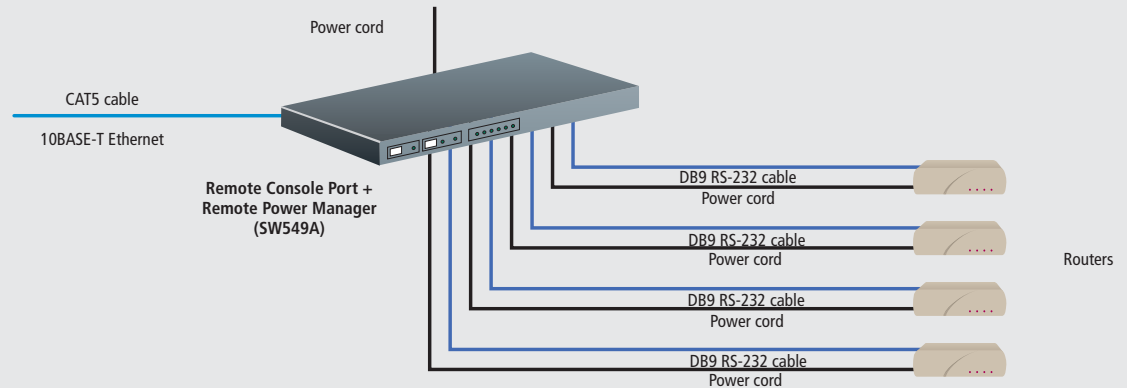 Power cord
CAT5 cable
10BASE-T Ethernet
Remote Console Port +
Remote Power Manager
(SW549A)
DB9 RS-232 cable
Power cord
DB9 RS-232 cable
Power cord
Routers
DB9 RS-232 cable
Power cord
DB9 RS-232 cable
Power cord